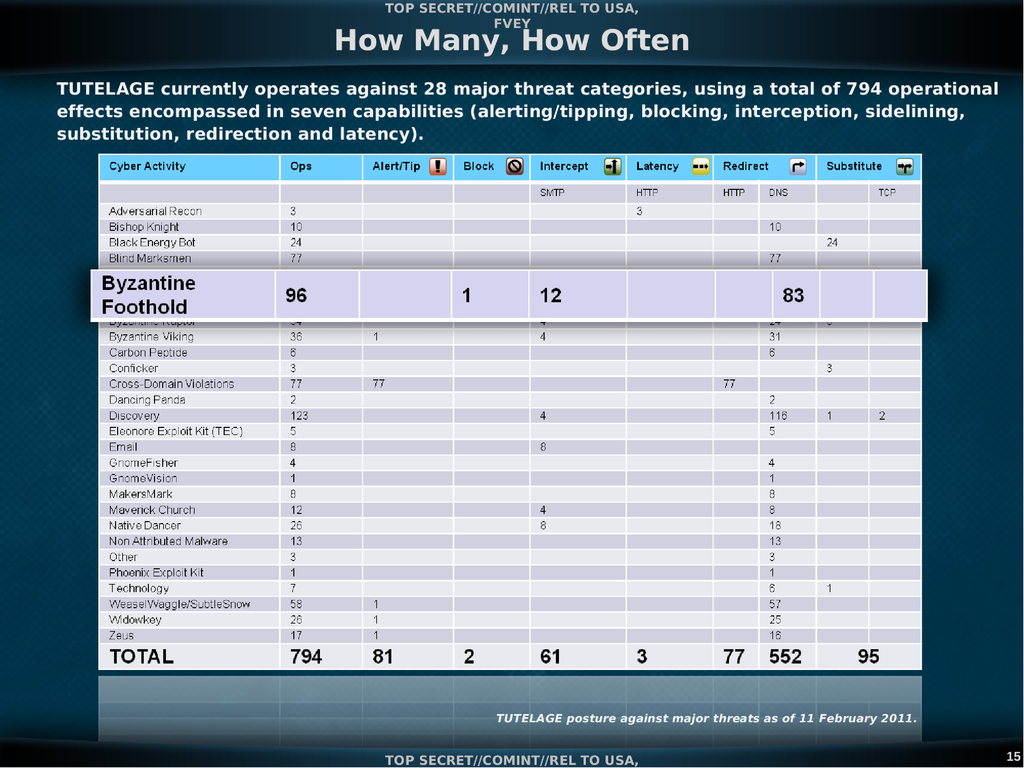 TOP SECRET//COMINT//REL TO USA,
FVEY
How Many, How Often
TUTELAGE currently operates against 28 major threat categories, using a total of 794 operational
effects encompassed in seven capabilities (alerting/tipping, blocking, interception, sidelining,
substitution, redirection and latency).
Cyber Activity Ops Alert/Tip Block Intercept Latency Redirect Substitute
SMTP HTTP HTTP DNS TCP
Adversarial Recon 3 3
Bishop Knight 10 10
Black Energy Bot 24 24
Blind Marksmen 77 77
Byzantine
Foothold 96 1 12 83
Byzantine Raptor 4
Byzantine Viking 36 1 4 31
Carbon Peptide 6 6
Conficker 3 3
Cross-Domain Violations 77 77 77
Dancing Panda 2 2
Discovery 123 4 116 1 2
Eleonore Exploit Kit (TEC) 5 5
Email 8 8
GnomeFisher 4 4
GnomeVision 1 1
MakersMark 8 8
Maverick Church 12 4 8
Native Dancer 26 8 18
Non Attributed Malware 13 13
Other 3 3
Phoenix Exploit Kit 1 1
Technology 7 6 1
WeaselWaggle/SubtleSnow 58 1 57
Widowkey 26 1 25
Zeus 17 1 16
TOTAL 794 81 2 61 3 77 552 95
TUTELAGE posture against major threats as of 11 February 2011.
TOP SECRET//COMINT//REL TO USA,
15